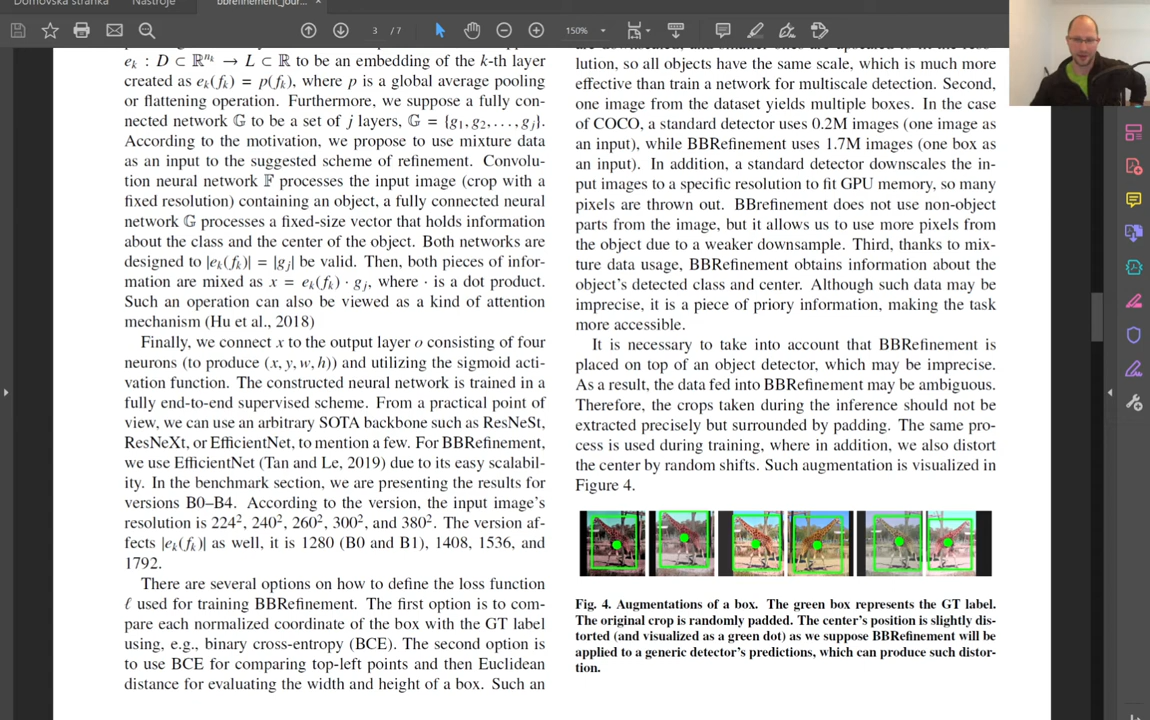 Domovská stránka
Nástroje
bbrefinement_jour...
×
3 / 7
150%
e_k : D ⊂ ℝ^{n_k} → L ⊂ ℝ to be an embedding of the k-th layer
created as e_k(f_k) = p(f_k), where p is a global average pooling
or flattening operation. Furthermore, we suppose a fully con-
nected network 𝔾 to be a set of j layers, 𝔾 = {g₁, g₂, . . . , g_j}.
According to the motivation, we propose to use mixture data
as an input to the suggested scheme of refinement. Convolu-
tion neural network 𝔽 processes the input image (crop with a
fixed resolution) containing an object, a fully connected neural
network 𝔾 processes a fixed-size vector that holds information
about the class and the center of the object. Both networks are
designed to |e_k(f_k)| = |g_j| be valid. Then, both pieces of infor-
mation are mixed as x = e_k(f_k) · g_j, where · is a dot product.
Such an operation can also be viewed as a kind of attention
mechanism (Hu et al., 2018)
Finally, we connect x to the output layer o consisting of four
neurons (to produce (x, y, w, h)) and utilizing the sigmoid acti-
vation function. The constructed neural network is trained in a
fully end-to-end supervised scheme. From a practical point of
view, we can use an arbitrary SOTA backbone such as ResNeSt,
ResNeXt, or EfficientNet, to mention a few. For BBRefinement,
we use EfficientNet (Tan and Le, 2019) due to its easy scalabil-
ity. In the benchmark section, we are presenting the results for
versions B0–B4. According to the version, the input image's
resolution is 224², 240², 260², 300², and 380². The version af-
fects |e_k(f_k)| as well, it is 1280 (B0 and B1), 1408, 1536, and
1792.
There are several options on how to define the loss function
ℓ used for training BBRefinement. The first option is to com-
pare each normalized coordinate of the box with the GT label
using, e.g., binary cross-entropy (BCE). The second option is
to use BCE for comparing top-left points and then Euclidean
distance for evaluating the width and height of a box. Such an
lution, so all objects have the same scale, which is much more
effective than train a network for multiscale detection. Second,
one image from the dataset yields multiple boxes. In the case
of COCO, a standard detector uses 0.2M images (one image as
an input), while BBRefinement uses 1.7M images (one box as
an input). In addition, a standard detector downscales the in-
put images to a specific resolution to fit GPU memory, so many
pixels are thrown out. BBrefinement does not use non-object
parts from the image, but it allows us to use more pixels from
the object due to a weaker downsample. Third, thanks to mix-
ture data usage, BBRefinement obtains information about the
object's detected class and center. Although such data may be
imprecise, it is a piece of priory information, making the task
more accessible.
It is necessary to take into account that BBRefinement is
placed on top of an object detector, which may be imprecise.
As a result, the data fed into BBRefinement may be ambiguous.
Therefore, the crops taken during the inference should not be
extracted precisely but surrounded by padding. The same pro-
cess is used during training, where in addition, we also distort
the center by random shifts. Such augmentation is visualized in
Figure 4.
Fig. 4. Augmentations of a box. The green box represents the GT label.
The original crop is randomly padded. The center's position is slightly dis-
torted (and visualized as a green dot) as we suppose BBRefinement will be
applied to a generic detector's predictions, which can produce such distor-
tion.